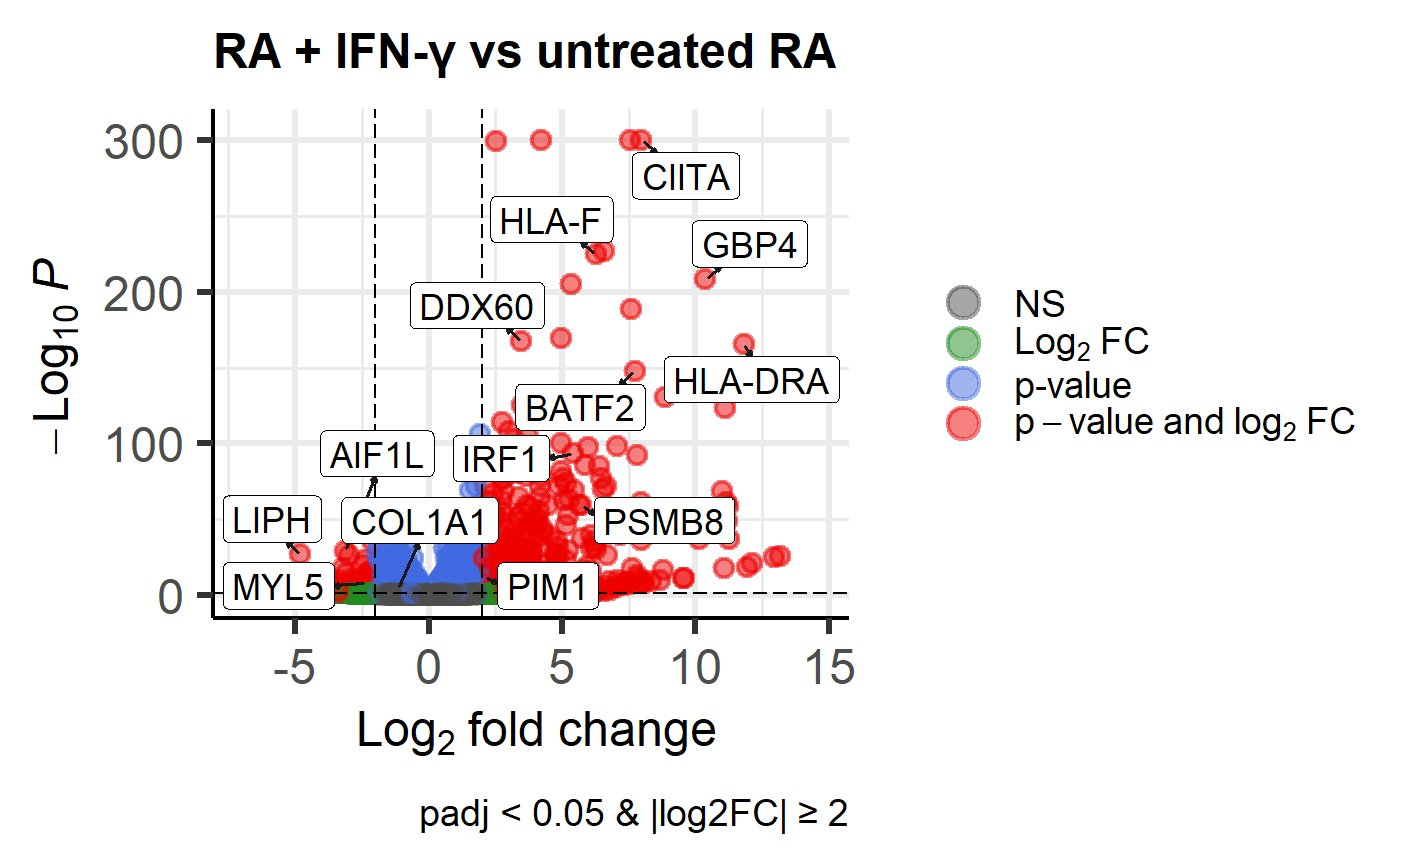 RA + IFN-γ vs untreated RA
300
200
100
0
−Log₁₀ P
CIITA
HLA-F
GBP4
DDX60
HLA-DRA
BATF2
AIF1L
IRF1
LIPH
COL1A1
PSMB8
MYL5
PIM1
-5 0 5 10 15
Log₂ fold change
NS
Log₂ FC
p-value
p − value and log₂ FC
padj < 0.05 & |log2FC| ≥ 2